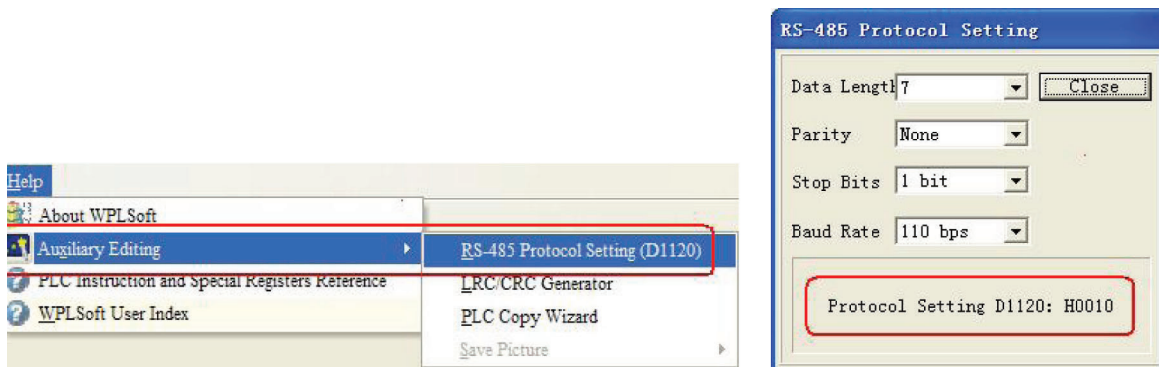 Help
About WPLSoft
Auxiliary Editing
PLC Instruction and Special Registers Reference
WPLSoft User Index
RS-485 Protocol Setting (D1120)
LRC/CRC Generator
PLC Copy Wizard
Save Picture
RS-485 Protocol Setting
Data Lengtl 7 Close
Parity None
Stop Bits 1 bit
Baud Rate 110 bps
Protocol Setting D1120: H0010